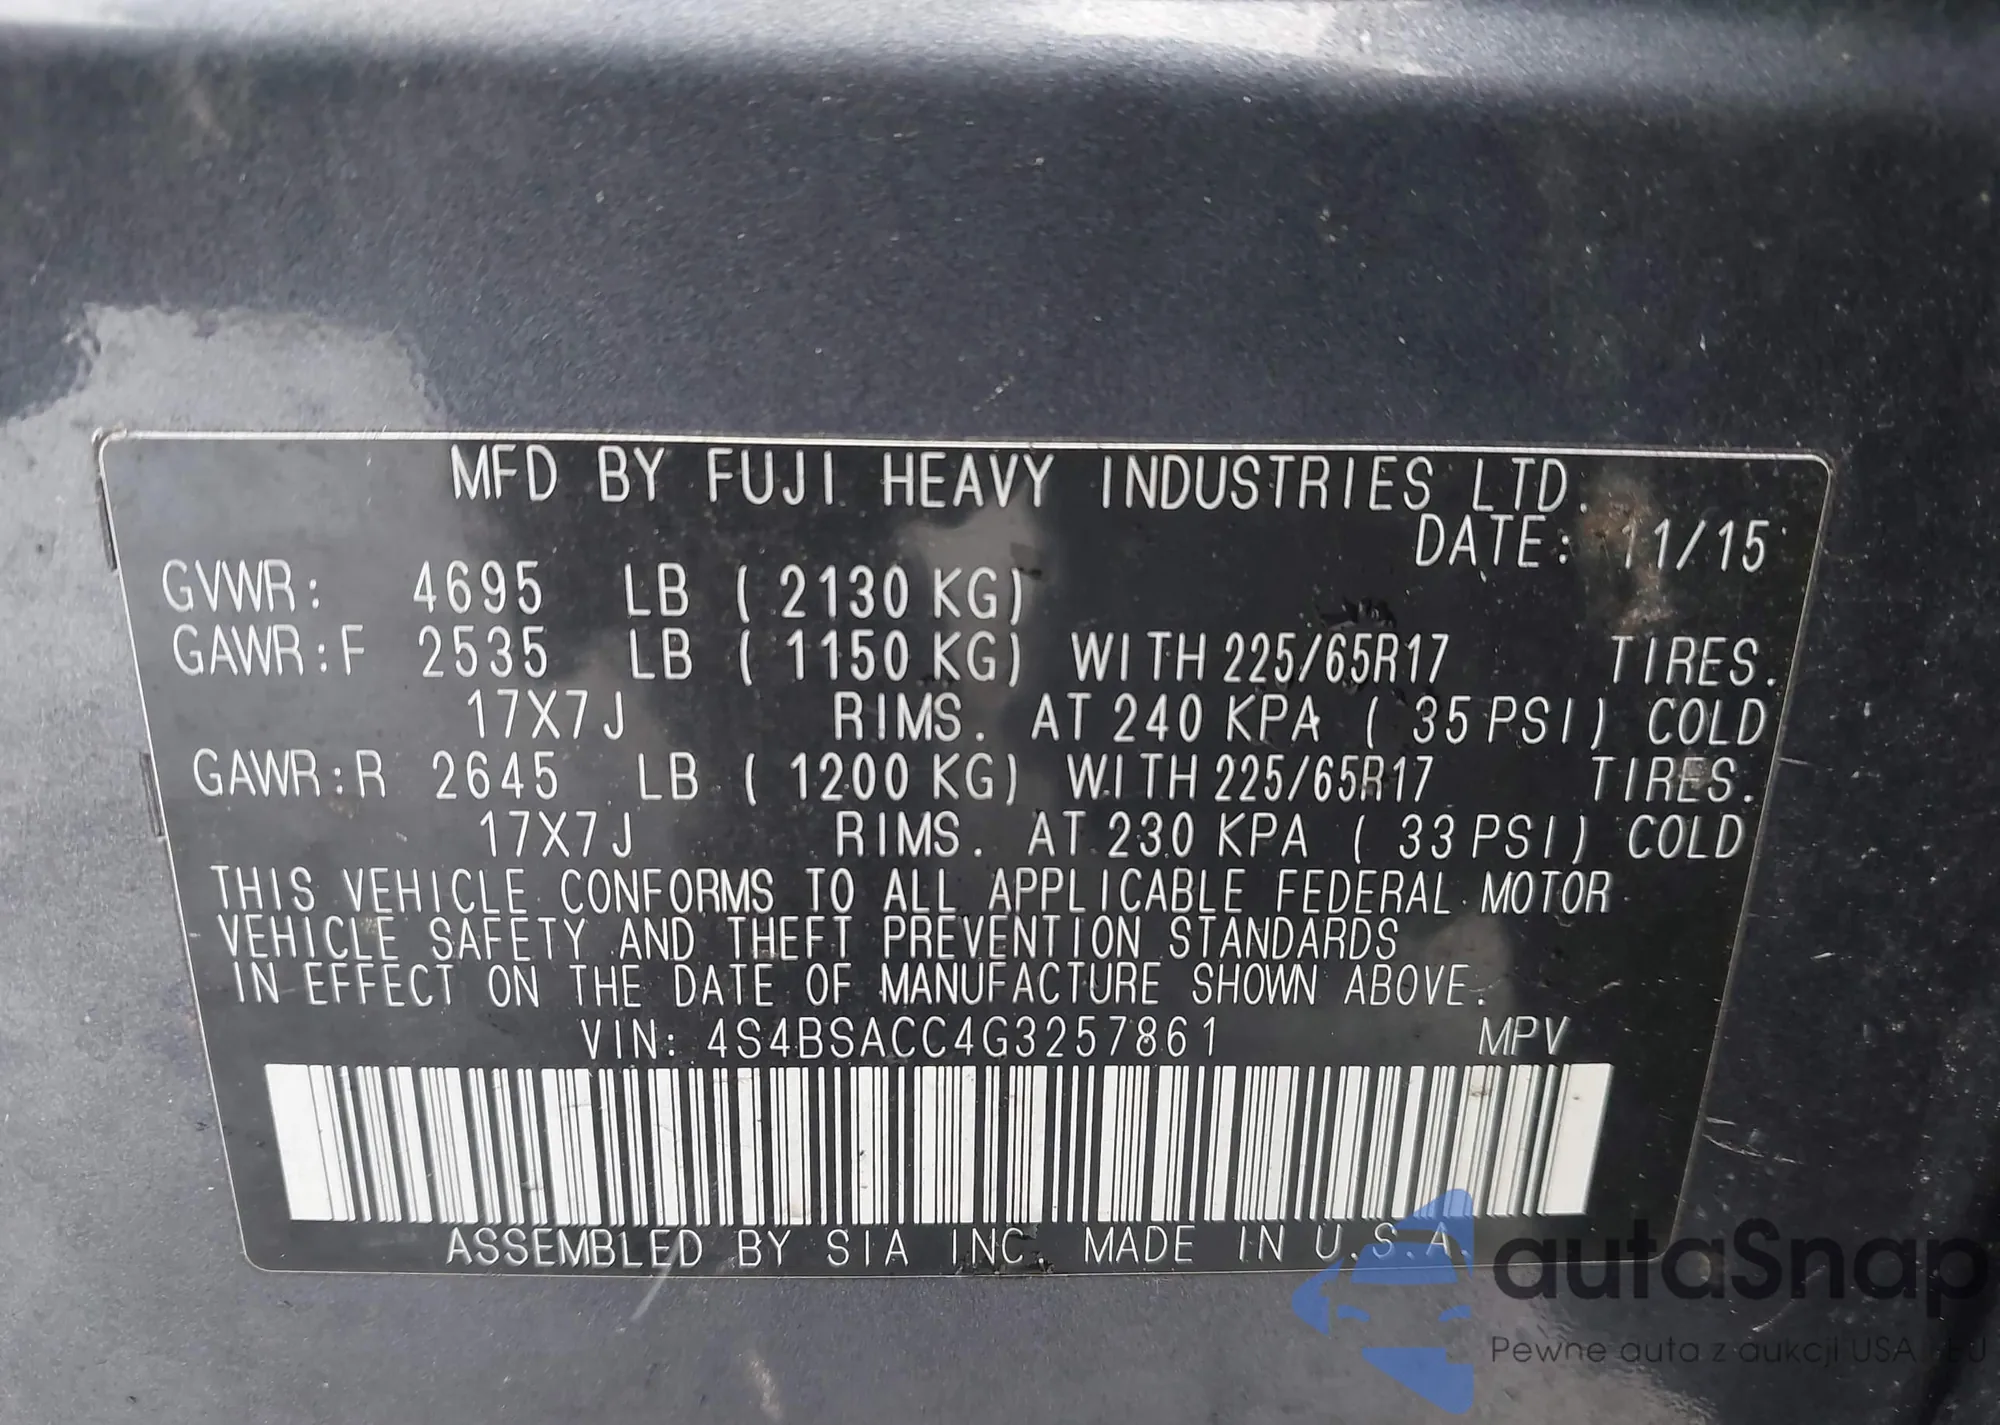 MFD BY FUJI HEAVY INDUSTRIES LTD.
DATE: 11/15
GVWR: 4695 LB (2130 KG)
GAWR:F 2535 LB (1150 KG) WITH 225/65R17 TIRES.
17X7J RIMS. AT 240 KPA (35 PSI) COLD
GAWR:R 2645 LB (1200 KG) WITH 225/65R17 TIRES.
17X7J RIMS. AT 230 KPA (33 PSI) COLD
THIS VEHICLE CONFORMS TO ALL APPLICABLE FEDERAL MOTOR
VEHICLE SAFETY AND THEFT PREVENTION STANDARDS
IN EFFECT ON THE DATE OF MANUFACTURE SHOWN ABOVE.
VIN: 4S4BSACC4G3257861 MPV
ASSEMBLED BY SIA INC. MADE IN U.S.A.
autaSnap
Pewne auta z aukcji USA i EU